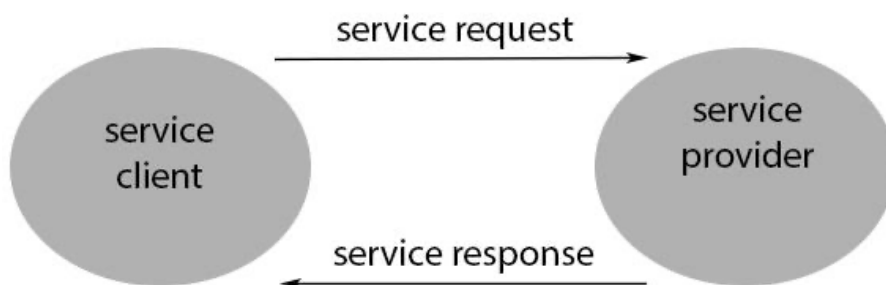 service request
service
client
service
provider
service response